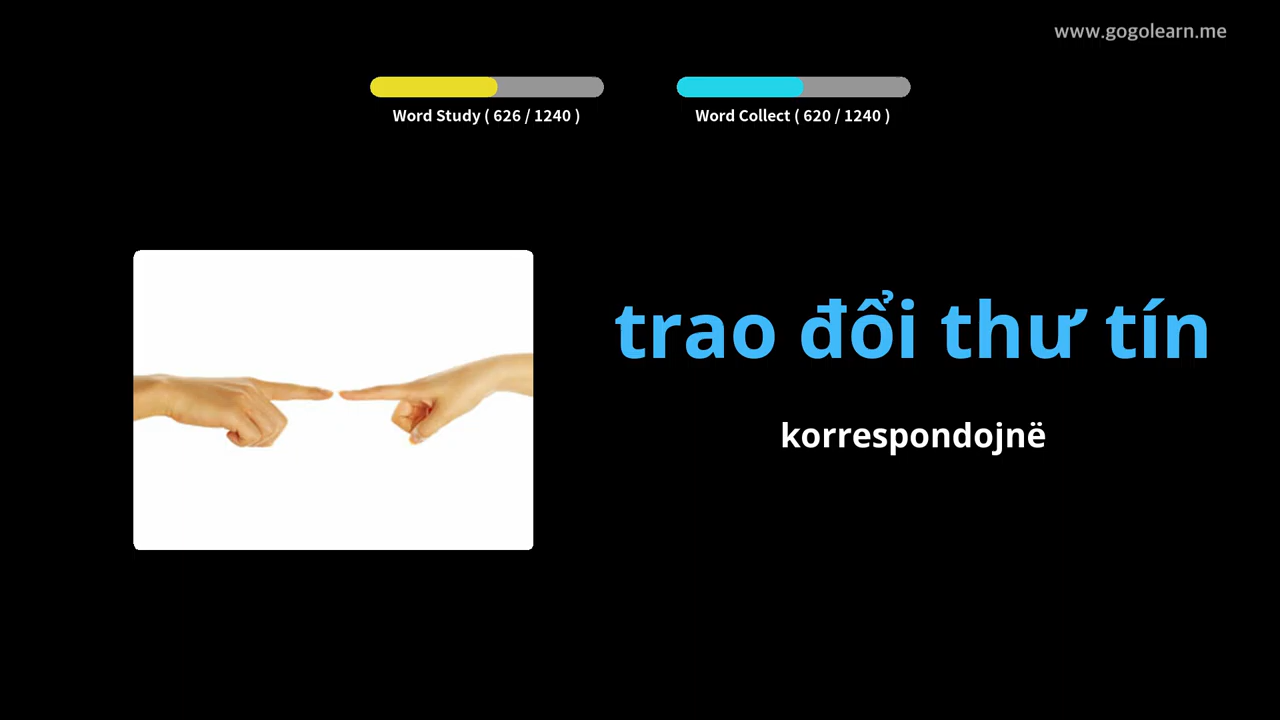 www.gogolearn.me
Word Study ( 626 / 1240 )
Word Collect ( 620 / 1240 )
trao đổi thư tín
korrespondojnë